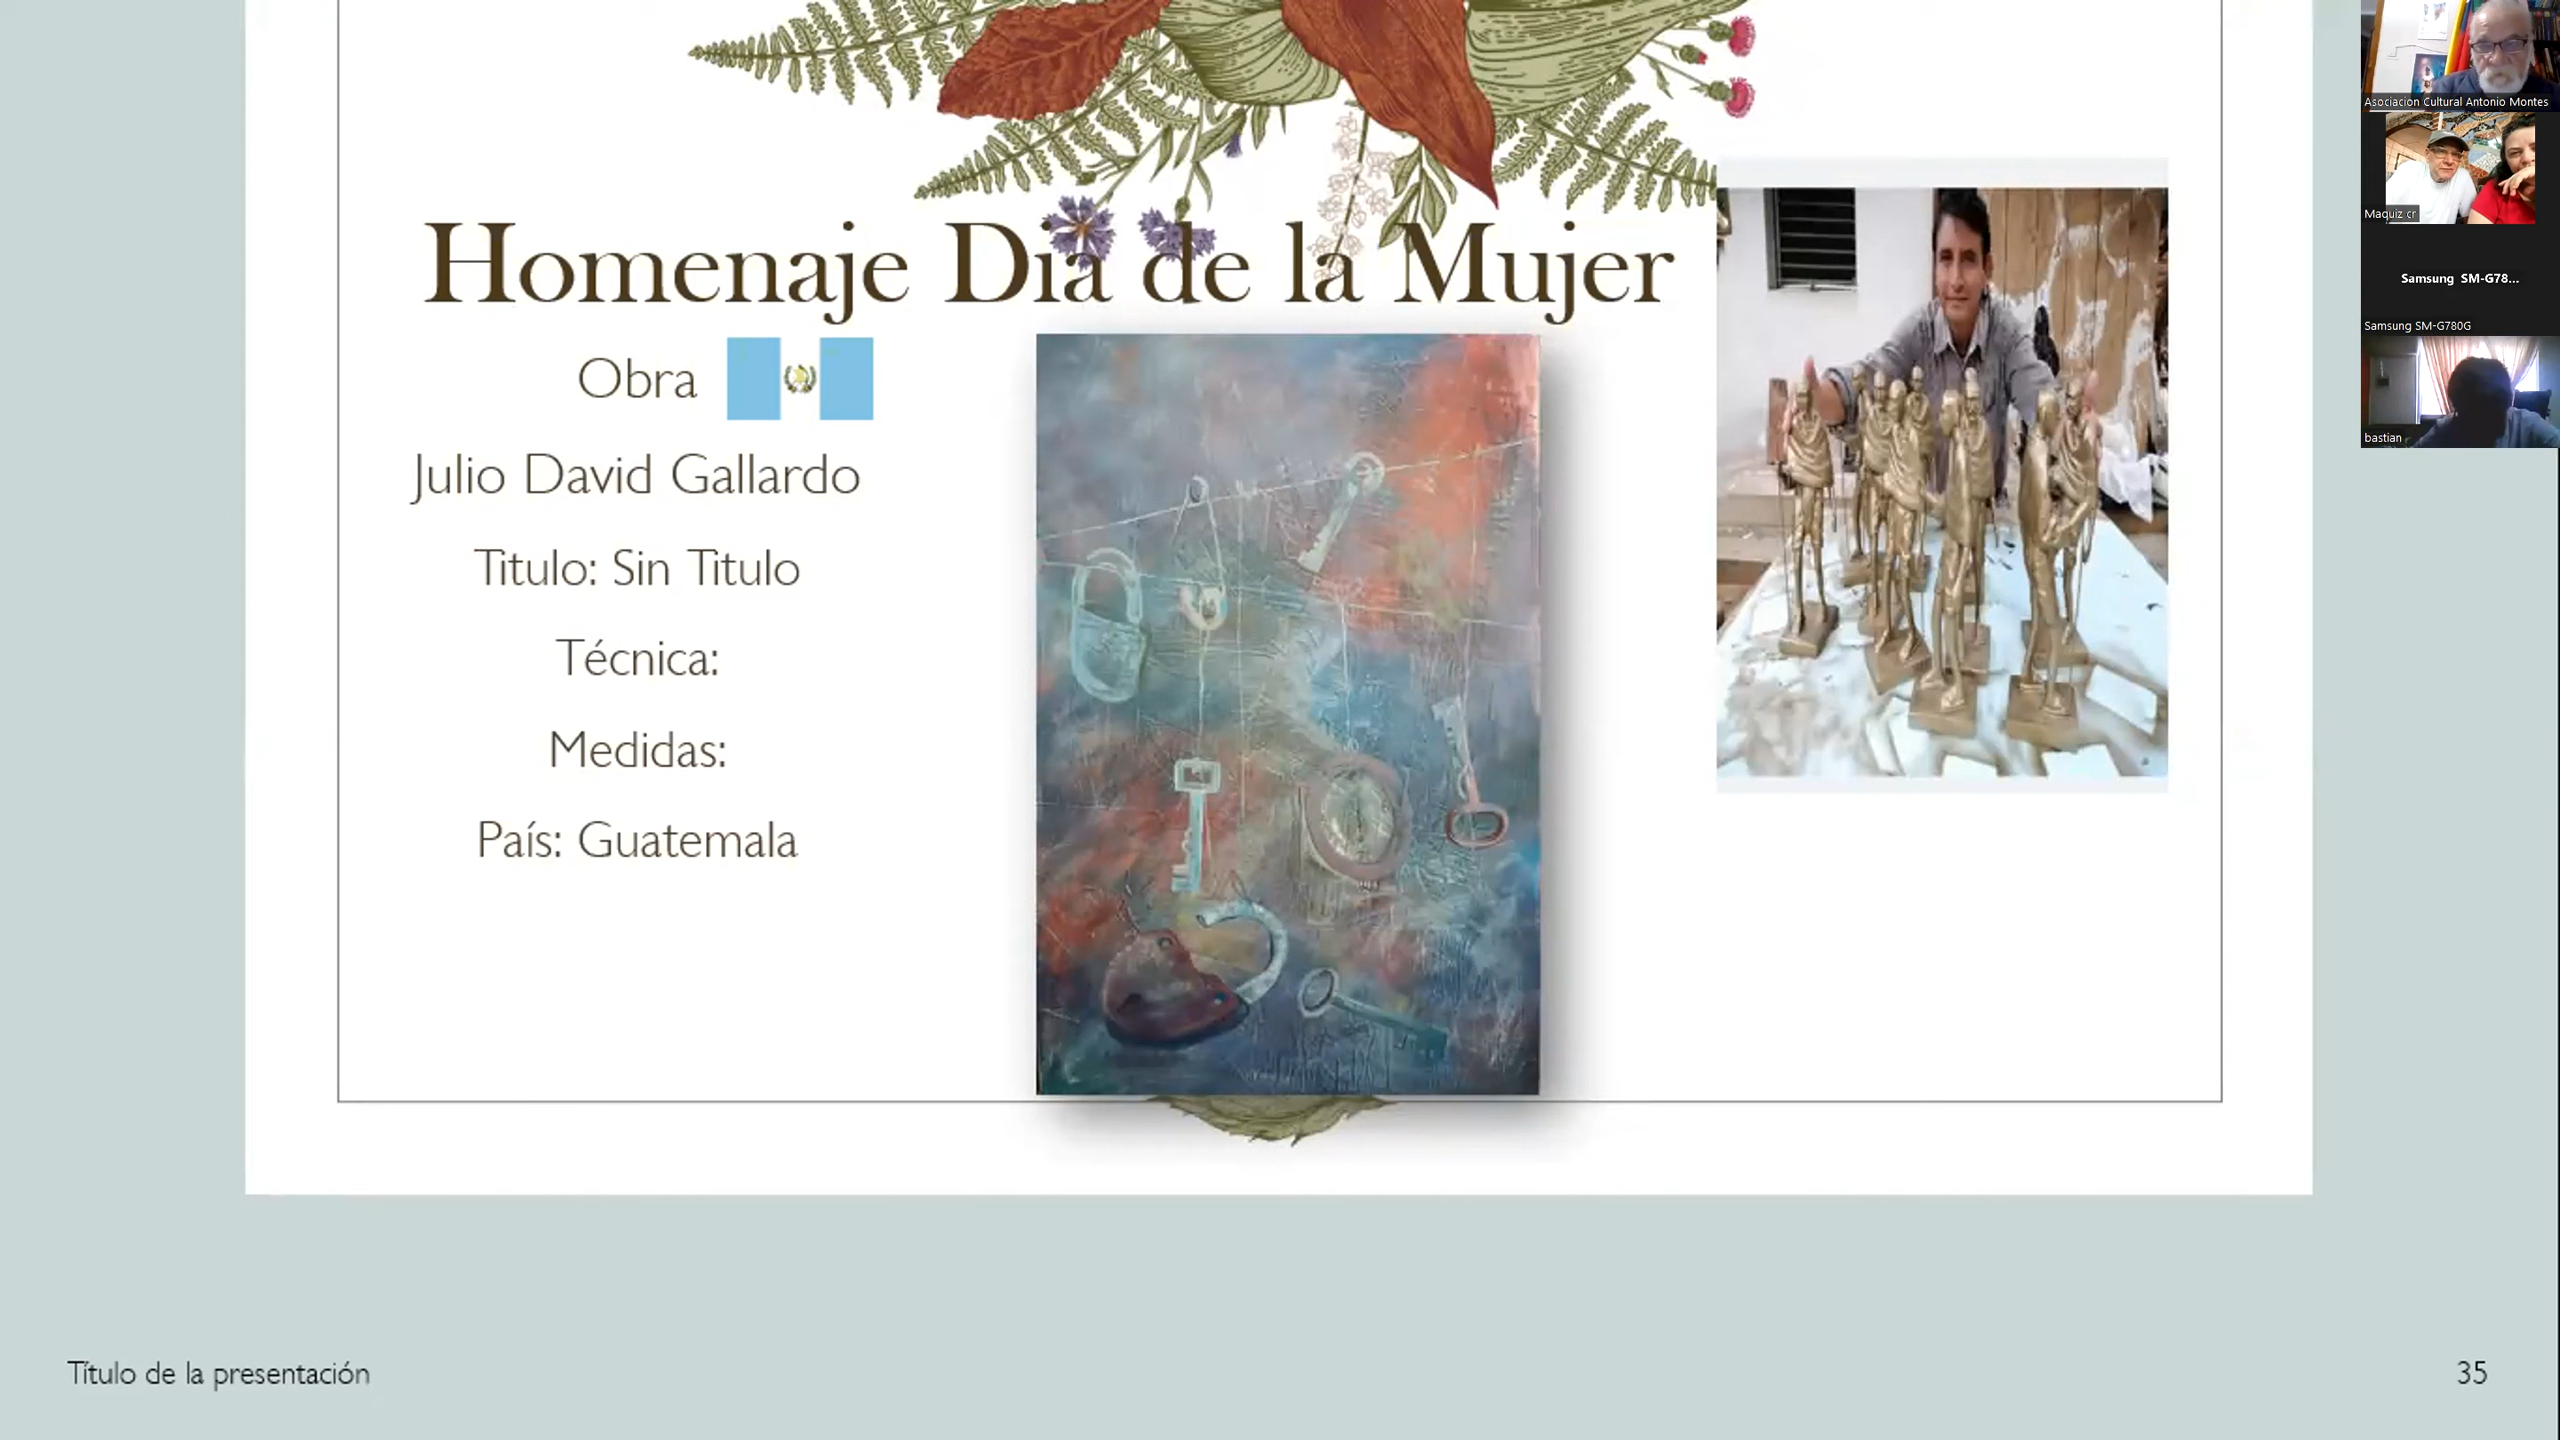 Homenaje Dia de la Mujer
Obra
Julio David Gallardo
Titulo: Sin Titulo
Técnica:
Medidas:
País: Guatemala
Título de la presentación
35
Asociacion Cultural Antonio Montes
Maquiz cr
Samsung SM-G78...
Samsung SM-G780G
bastian